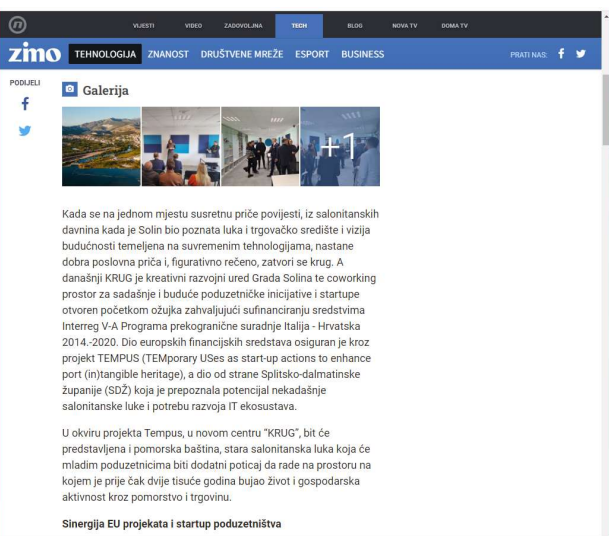 VIJESTI VIDEO ZADOVOLJNA TECH BLOG NOVA TV DOMA TV
zimo TEHNOLOGIJA ZNANOST DRUŠTVENE MREŽE ESPORT BUSINESS PRATI NAS:
PODIJELI
Galerija
+1
Kada se na jednom mjestu susretnu priče povijesti, iz salonitanskih
davnina kada je Solin bio poznata luka i trgovačko središte i vizija
budućnosti temeljena na suvremenim tehnologijama, nastane
dobra poslovna priča i, figurativno rečeno, zatvori se krug. A
današnji KRUG je kreativni razvojni ured Grada Solina te coworking
prostor za sadašnje i buduće poduzetničke inicijative i startupe
otvoren početkom ožujka zahvaljujući sufinanciranju sredstvima
Interreg V-A Programa prekogranične suradnje Italija - Hrvatska
2014.-2020. Dio europskih financijskih sredstava osiguran je kroz
projekt TEMPUS (TEMporary USes as start-up actions to enhance
port (in)tangible heritage), a dio od strane Splitsko-dalmatinske
županije (SDŽ) koja je prepoznala potencijal nekadašnje
salonitanske luke i potrebu razvoja IT ekosustava.
U okviru projekta Tempus, u novom centru “KRUG”, bit će
predstavljena i pomorska baština, stara salonitanska luka koja će
mladim poduzetnicima biti dodatni poticaj da rade na prostoru na
kojem je prije čak dvije tisuće godina bujao život i gospodarska
aktivnost kroz pomorstvo i trgovinu.
Sinergija EU projekata i startup poduzetništva